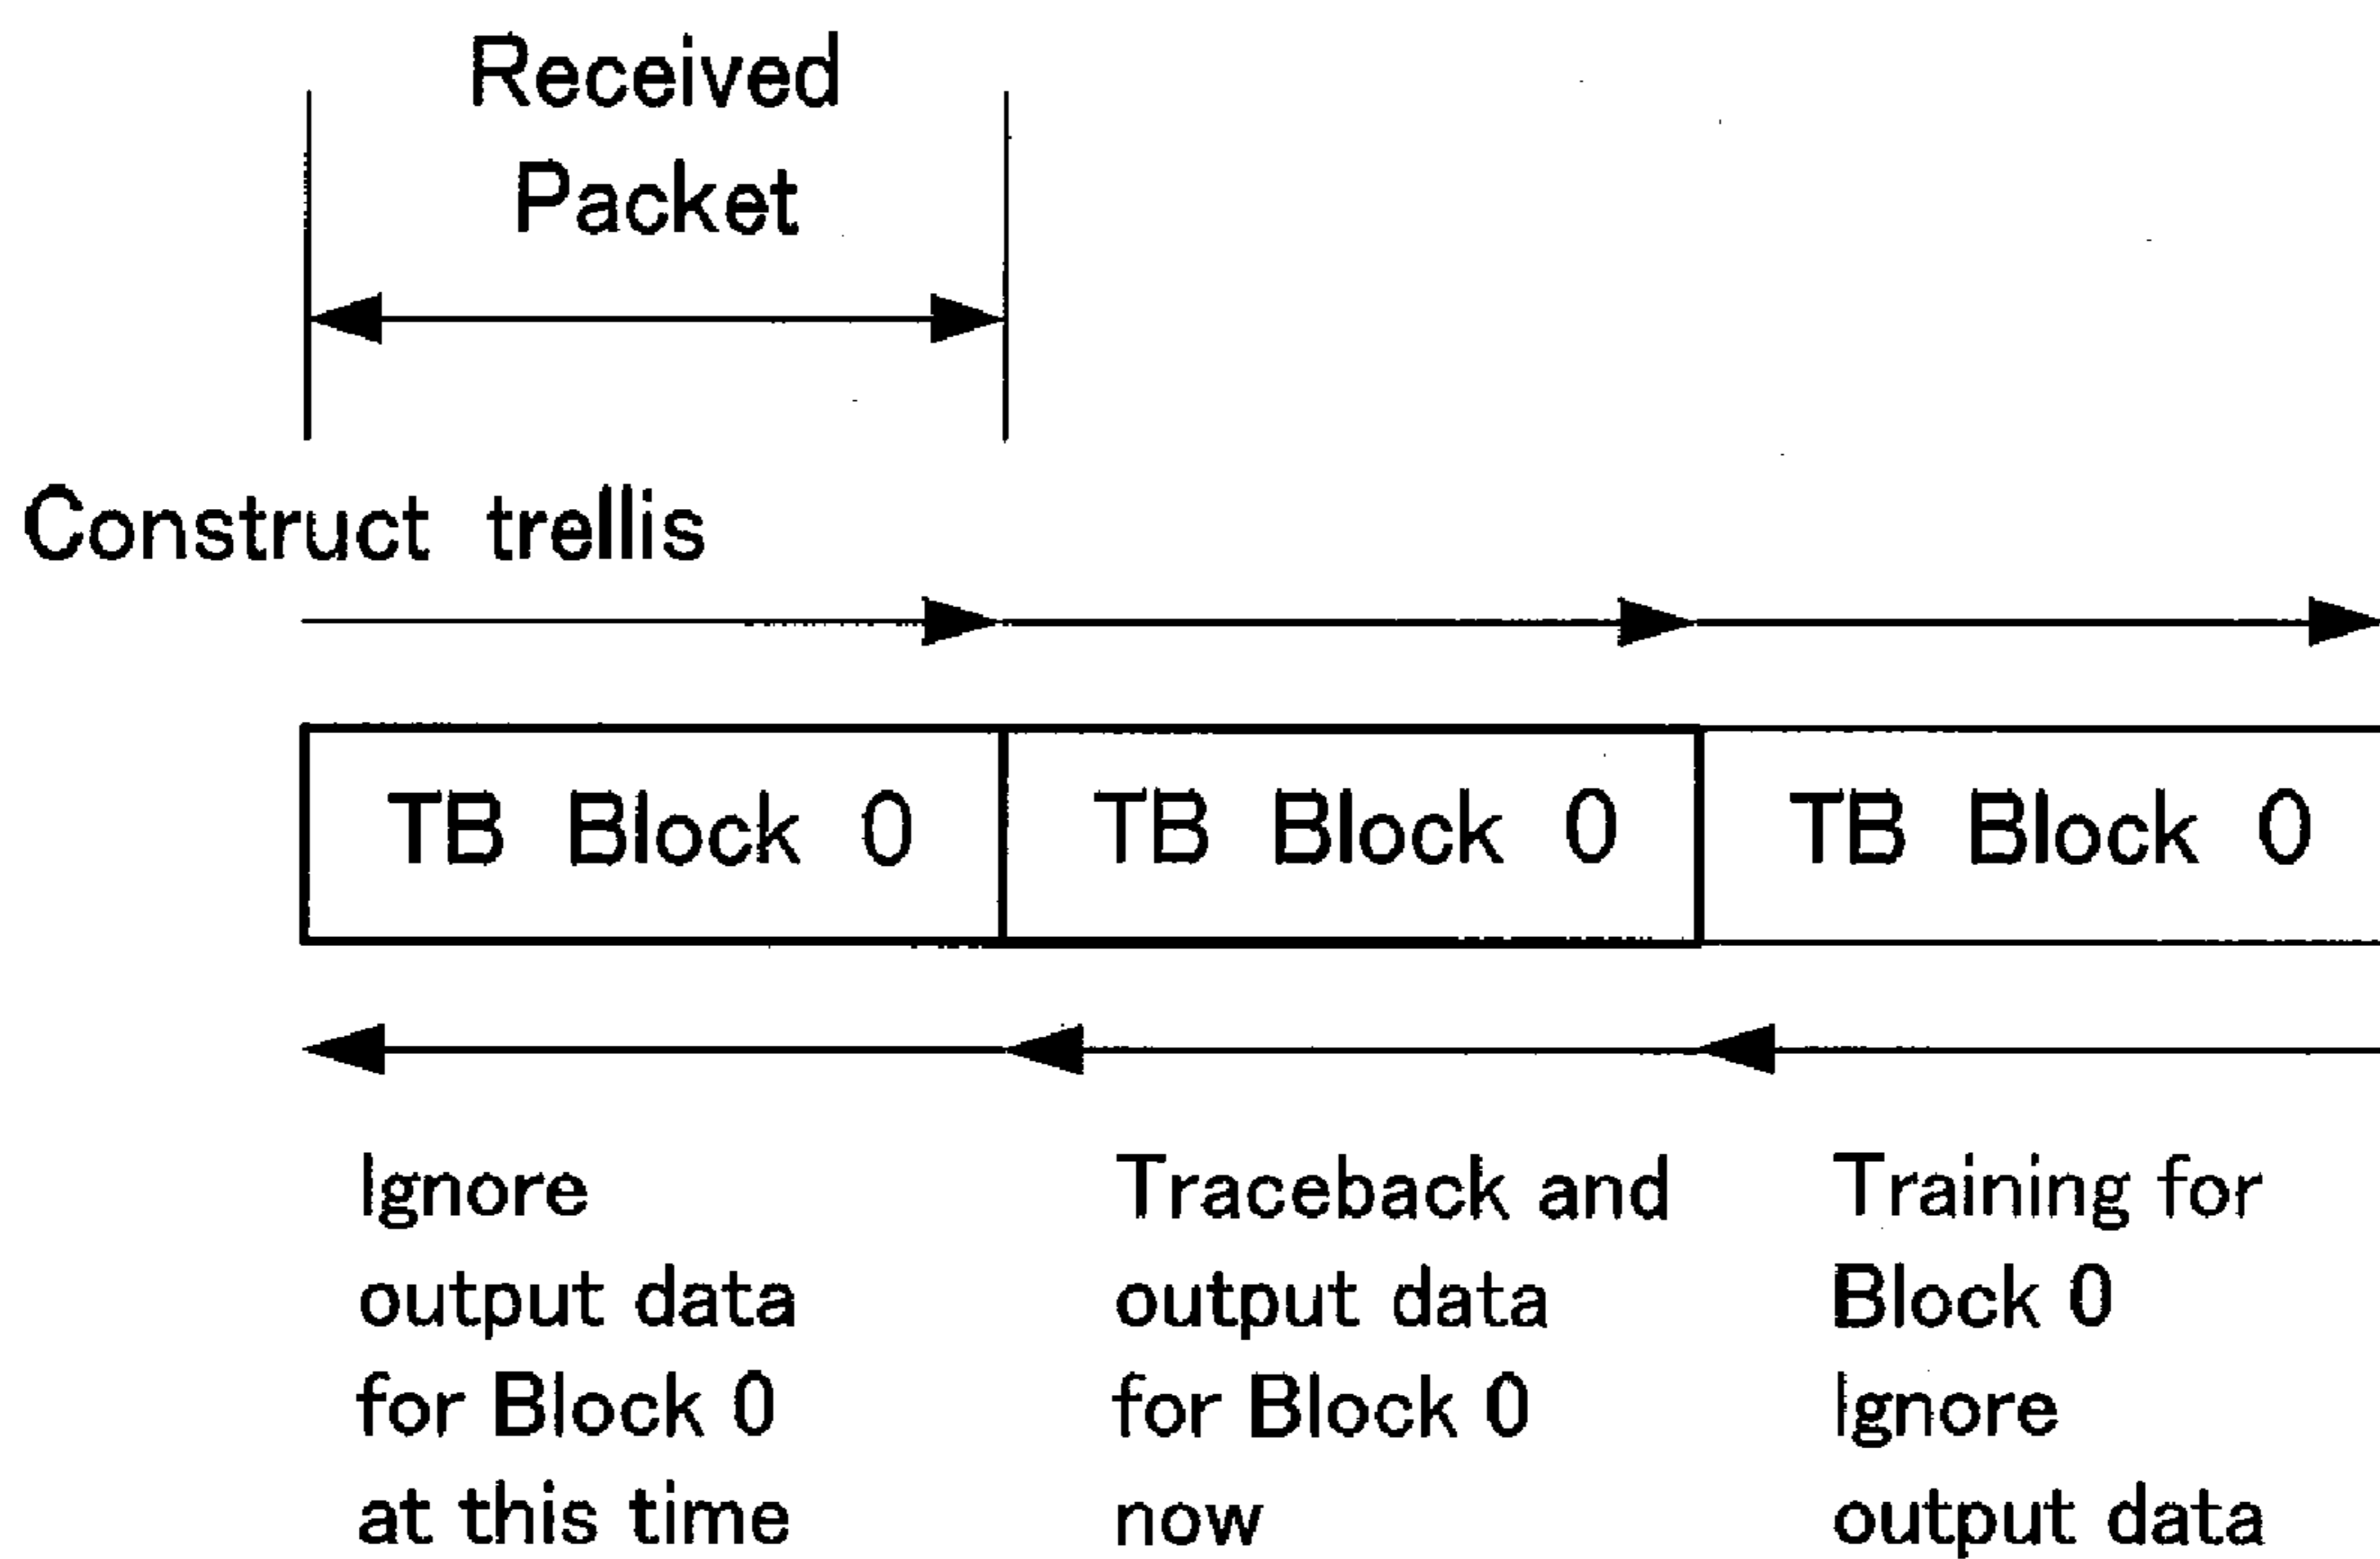 Received
Packet
Construct trellis
TB Block 0
TB Block 0
TB Block 0
Ignore
output data
for Block 0
at this time
Traceback and
output data
for Block 0
now
Training for
Block 0
Ignore
output data